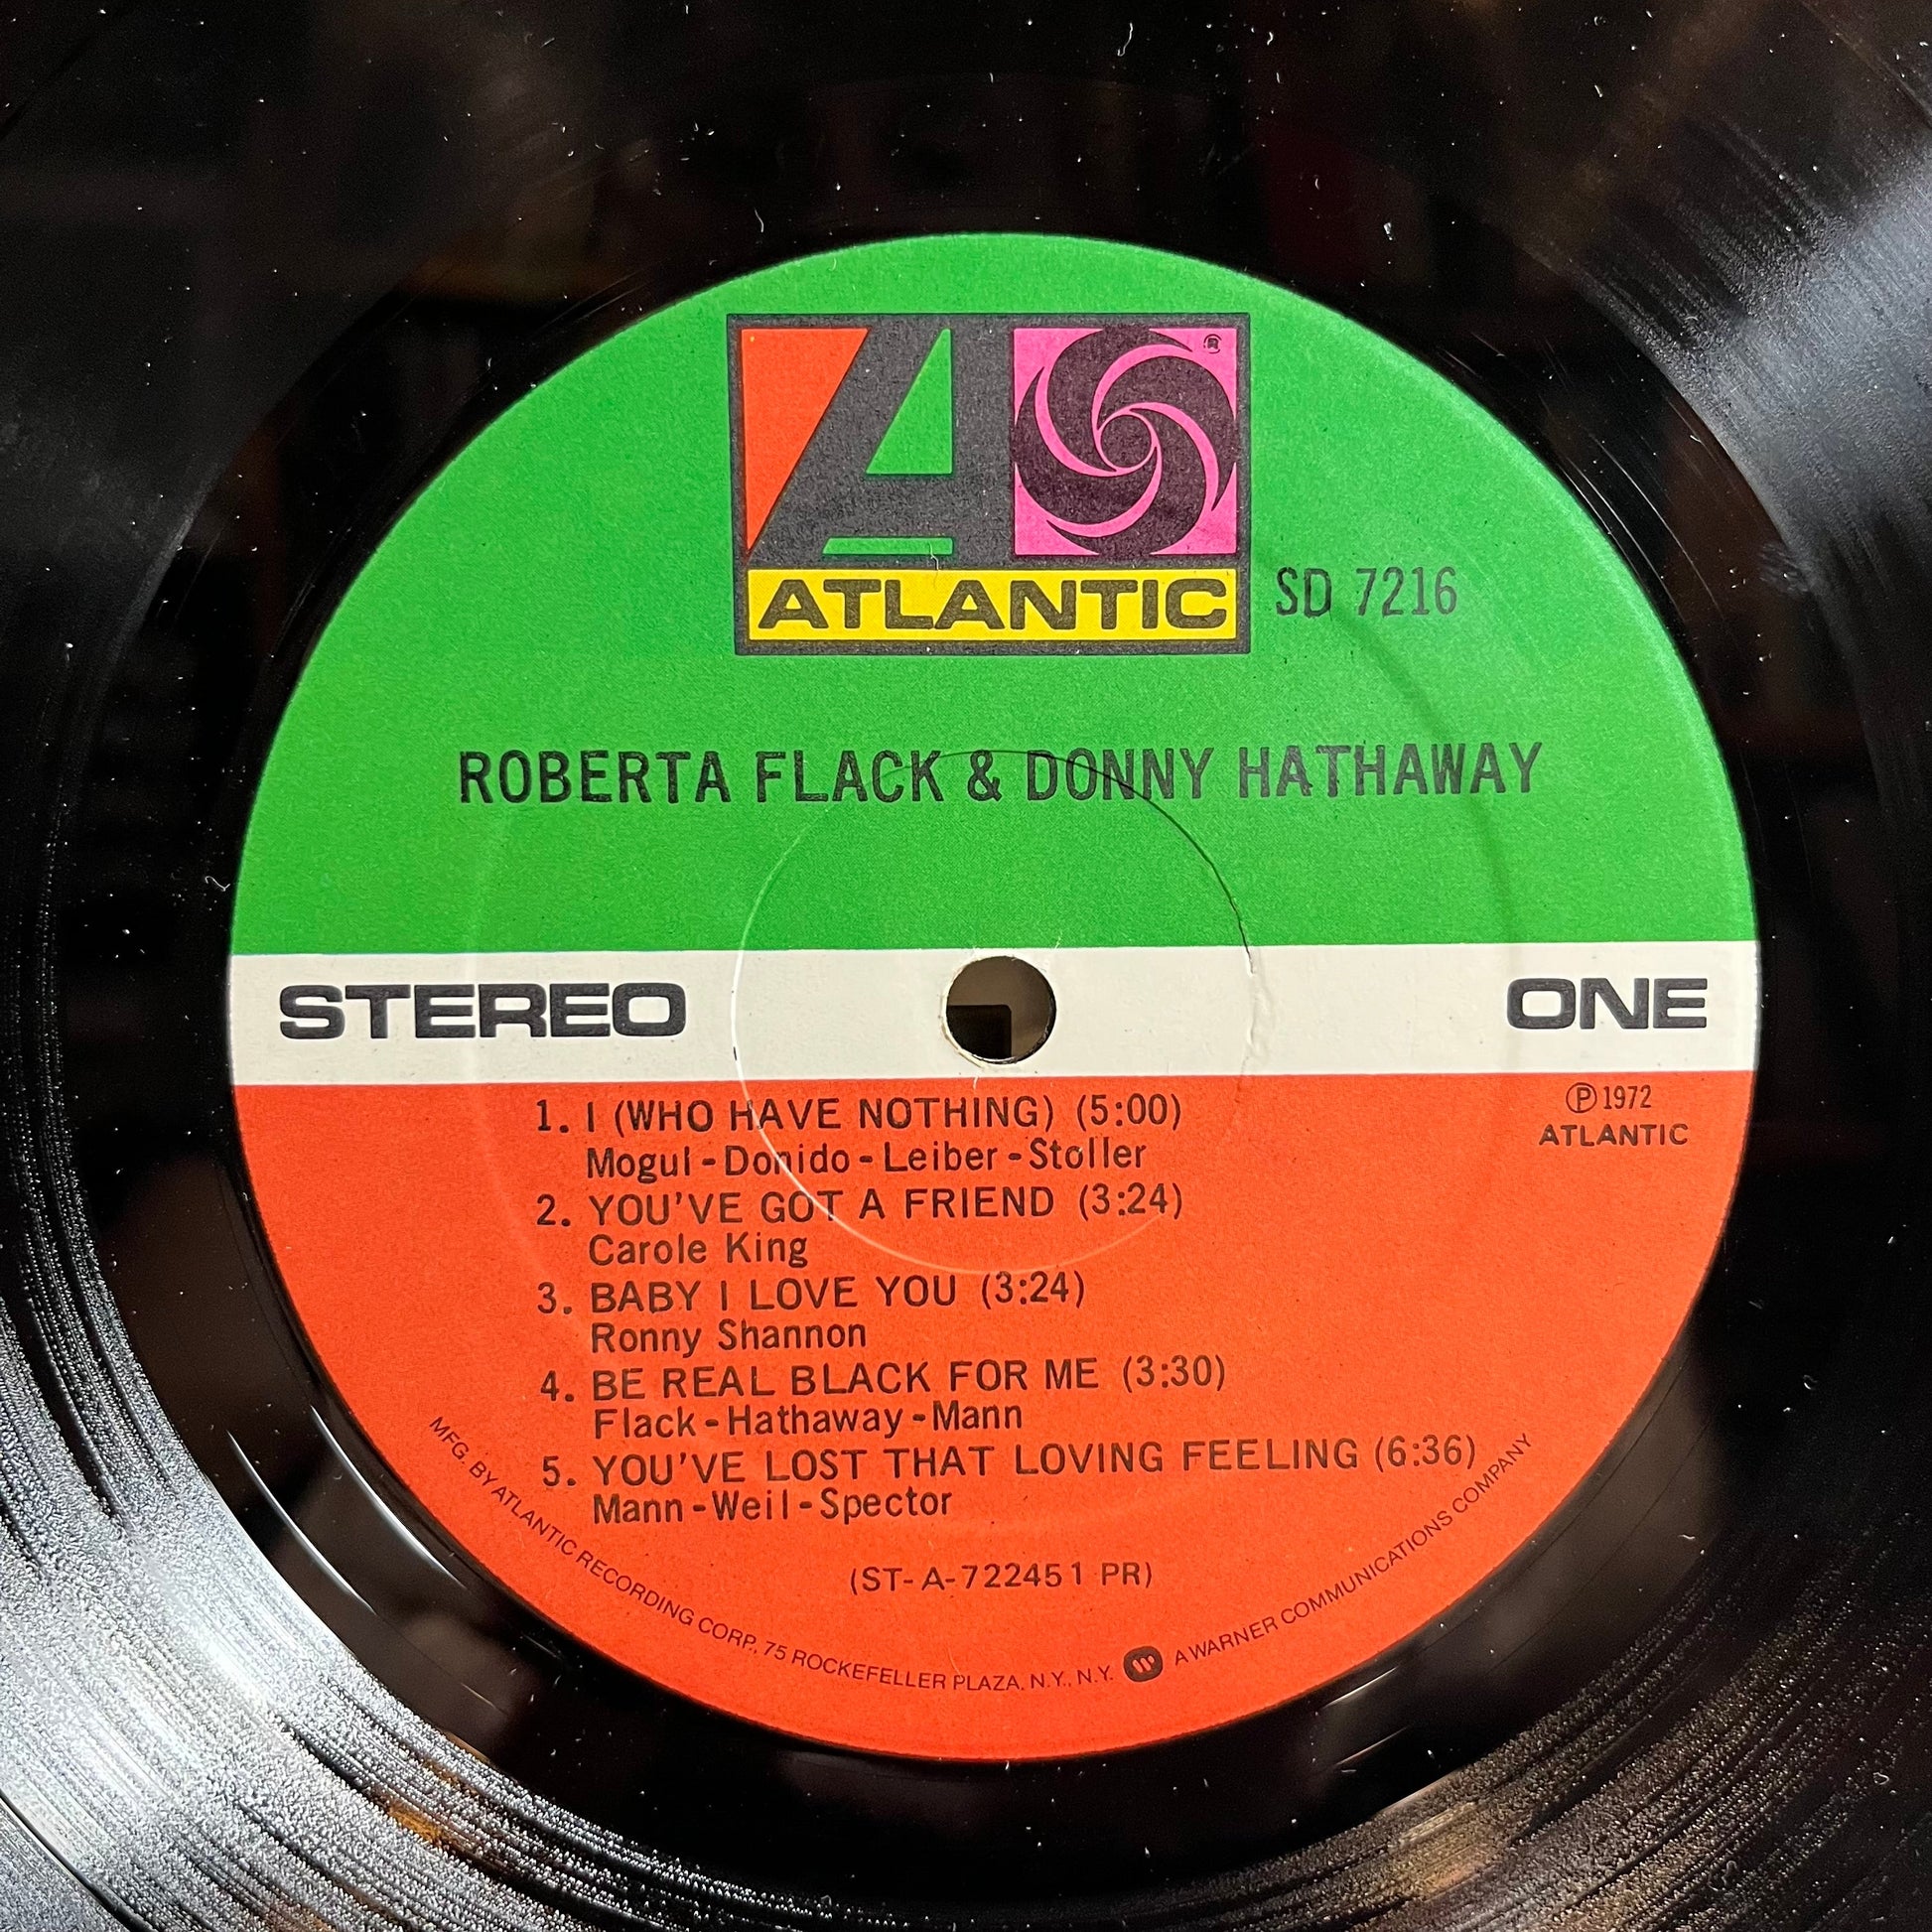 ®
ATLANTIC
SD 7216
ROBERTA FLACK & DONNY HATHAWAY
STEREO
ONE
℗ 1972
ATLANTIC
1. I (WHO HAVE NOTHING) (5:00)
Mogul-Donido-Leiber-Stoller
2. YOU'VE GOT A FRIEND (3:24)
Carole King
3. BABY I LOVE YOU (3:24)
Ronny Shannon
4. BE REAL BLACK FOR ME (3:30)
Flack-Hathaway-Mann
5. YOU'VE LOST THAT LOVING FEELING (6:36)
Mann-Weil-Spector
(ST-A-722451 PR)
MFG. BY ATLANTIC RECORDING CORP., 75 ROCKEFELLER PLAZA, N.Y., N.Y. A WARNER COMMUNICATIONS COMPANY